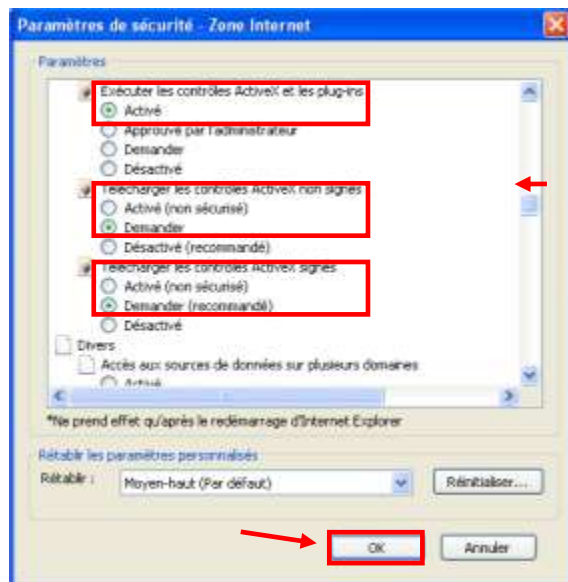 Paramètres de sécurité - Zone Internet
Paramètres
Exécuter les contrôles ActiveX et les plug-ins
Activé
Approuvé par l'administrateur
Demander
Désactivé
Télécharger les contrôles ActiveX non signés
Activé (non sécurisé)
Demander
Désactivé (recommandé)
Télécharger les contrôles ActiveX signés
Activé (non sécurisé)
Demander (recommandé)
Désactivé
Divers
Accès aux sources de données sur plusieurs domaines
Activé
*Ne prend effet qu'après le redémarrage d'Internet Explorer
Rétablir les paramètres personnalisés
Rétablir :
Moyen-haut (Par défaut)
Réinitialiser...
OK
Annuler